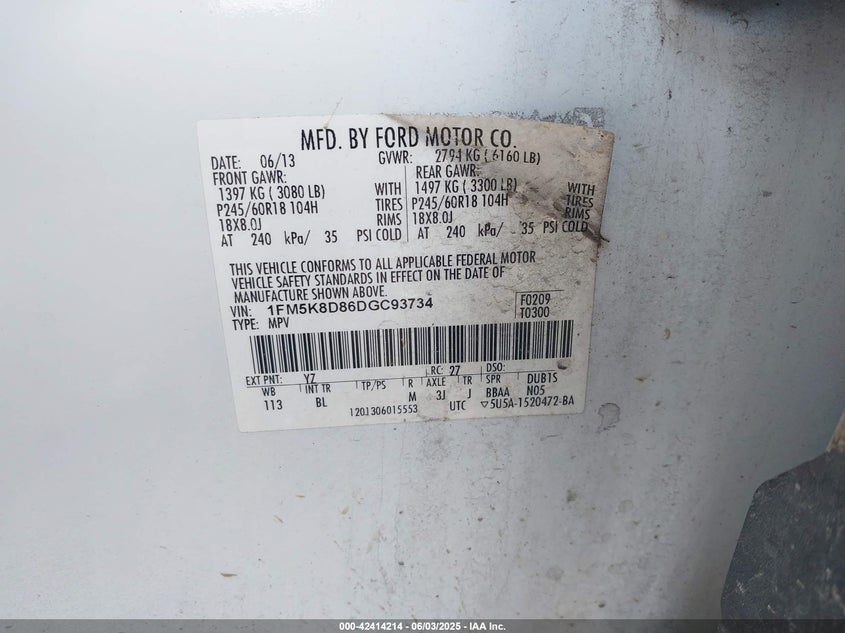 MFD. BY FORD MOTOR CO.
DATE: 06/13 GVWR: 2794 KG ( 6160 LB)
FRONT GAWR: REAR GAWR:
1397 KG ( 3080 LB) WITH 1497 KG ( 3300 LB) WITH
P245/60R18 104H TIRES P245/60R18 104H TIRES
18X8.0J RIMS 18X8.0J RIMS
AT 240 kPa/ 35 PSI COLD AT 240 kPa/ 35 PSI COLD
THIS VEHICLE CONFORMS TO ALL APPLICABLE FEDERAL MOTOR
VEHICLE SAFETY STANDARDS IN EFFECT ON THE DATE OF
MANUFACTURE SHOWN ABOVE.
VIN: 1FM5K8D86DGC93734 F0209
TYPE: MPV T0300
EXT PNT: YZ RC: 27 DSO:
WB INT TR TP/PS R AXLE TR SPR DUB1S
113 BL M 3J J BBAA N05
120J306015553 UTC ▽5U5A-1520472-BA
000-42414214 - 06/03/2025 - IAA Inc.